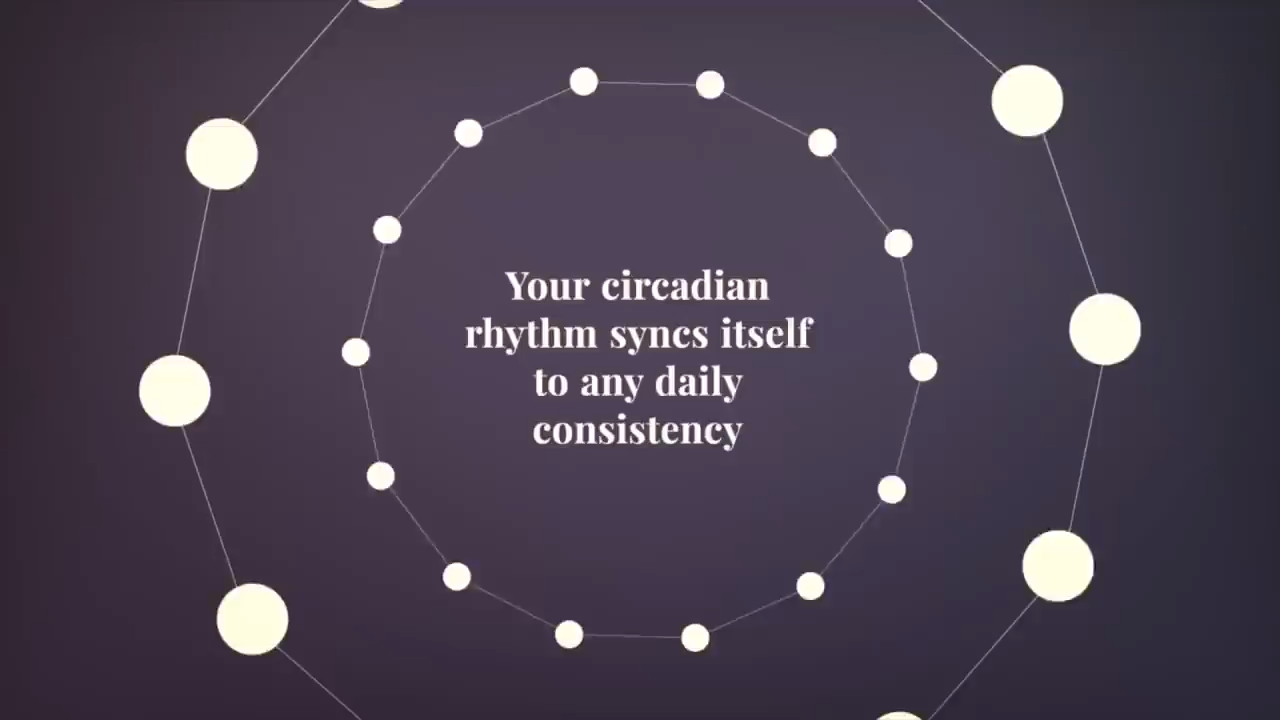 Your circadian
rhythm syncs itself
to any daily
consistency